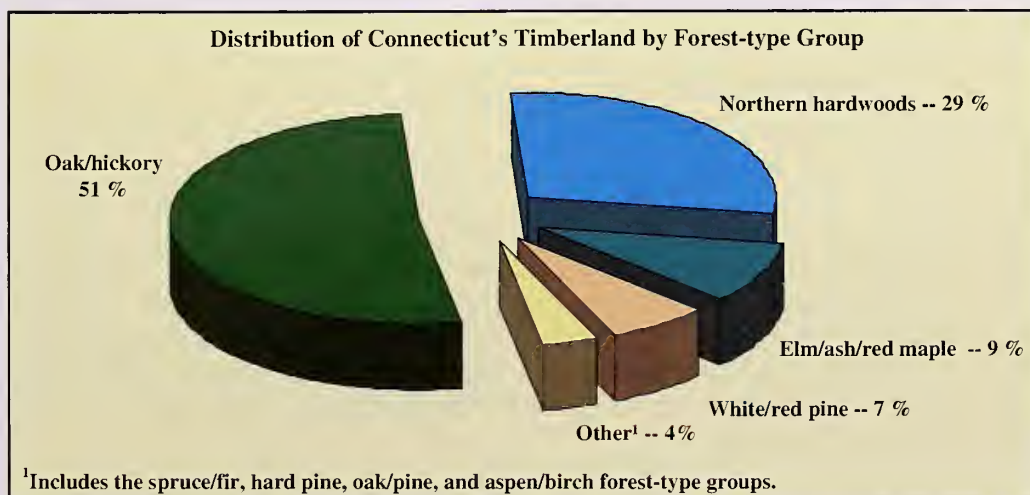 Distribution of Connecticut's Timberland by Forest-type Group
Northern hardwoods -- 29 %
Oak/hickory
51 %
Elm/ash/red maple -- 9 %
White/red pine -- 7 %
Other¹ -- 4%
¹Includes the spruce/fir, hard pine, oak/pine, and aspen/birch forest-type groups.